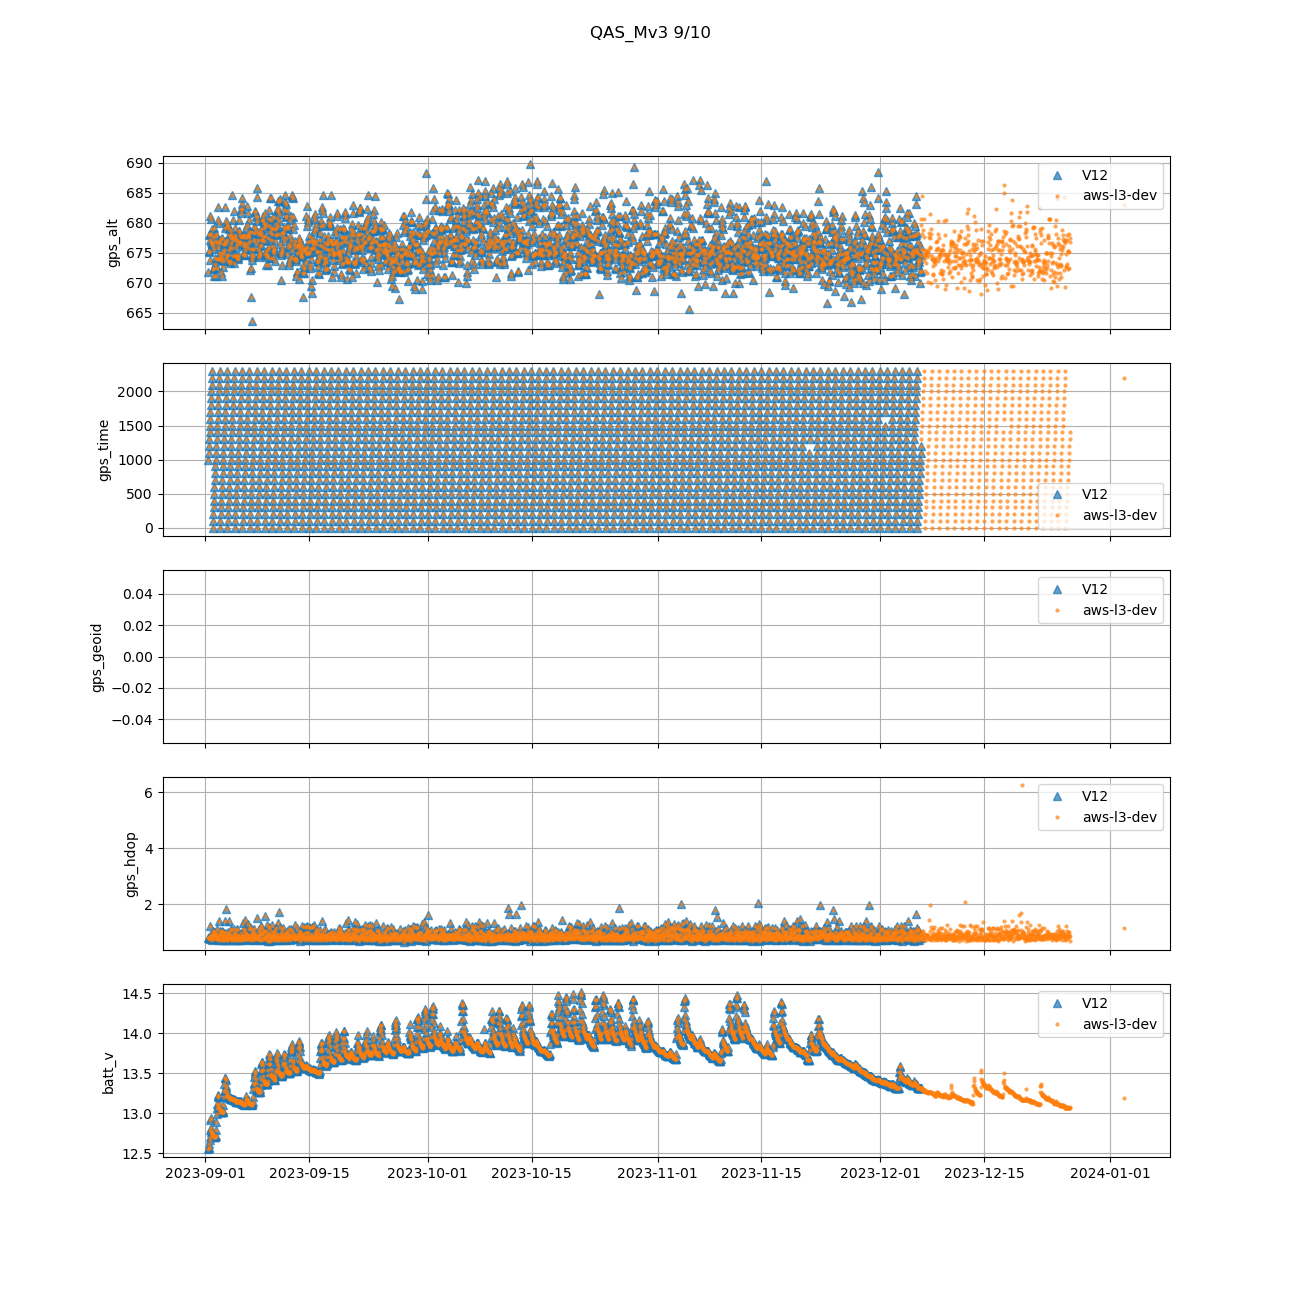 QAS_Mv3 9/10
690
685
680
675
670
665
gps_alt
V12
aws-l3-dev
2000
1500
1000
500
0
gps_time
V12
aws-l3-dev
0.04
0.02
0.00
−0.02
−0.04
gps_geoid
V12
aws-l3-dev
6
4
2
gps_hdop
V12
aws-l3-dev
14.5
14.0
13.5
13.0
12.5
batt_v
V12
aws-l3-dev
2023-09-01 2023-09-15 2023-10-01 2023-10-15 2023-11-01 2023-11-15 2023-12-01 2023-12-15 2024-01-01